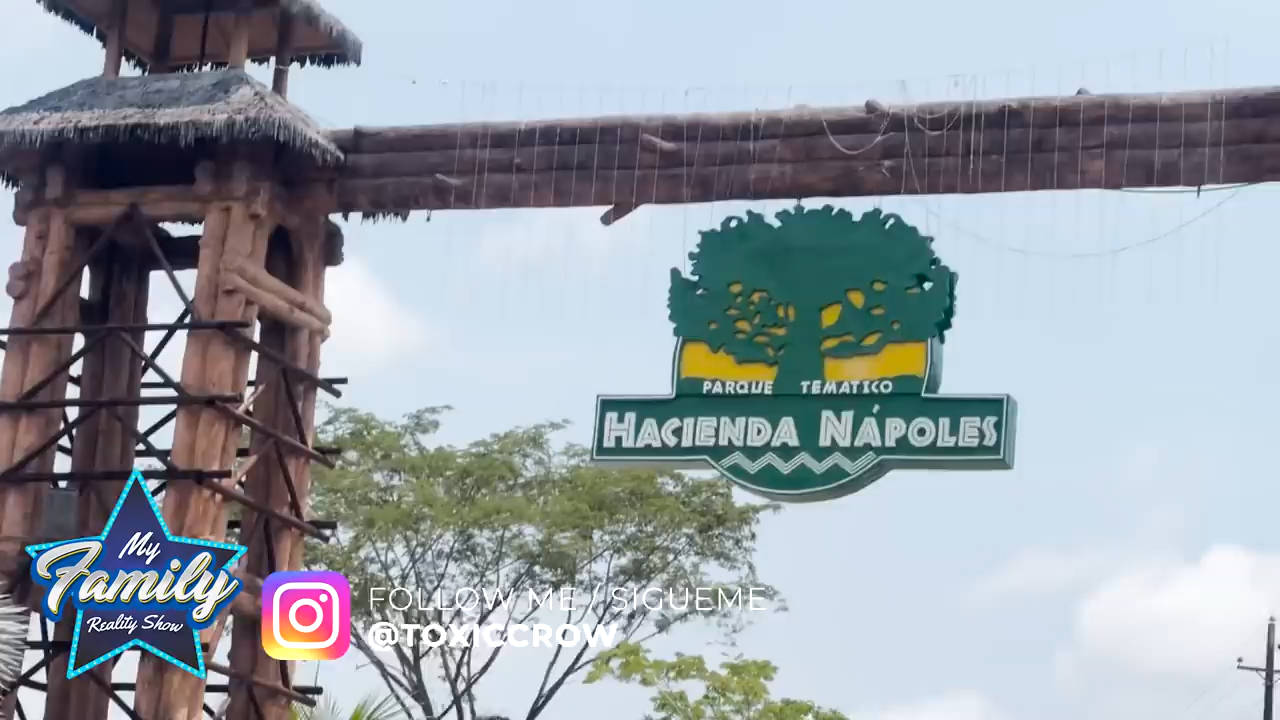 PARQUE TEMATICO
HACIENDA NÁPOLES
My
Family
Reality Show
FOLLOW ME / SIGUEME
@TOXICCROW